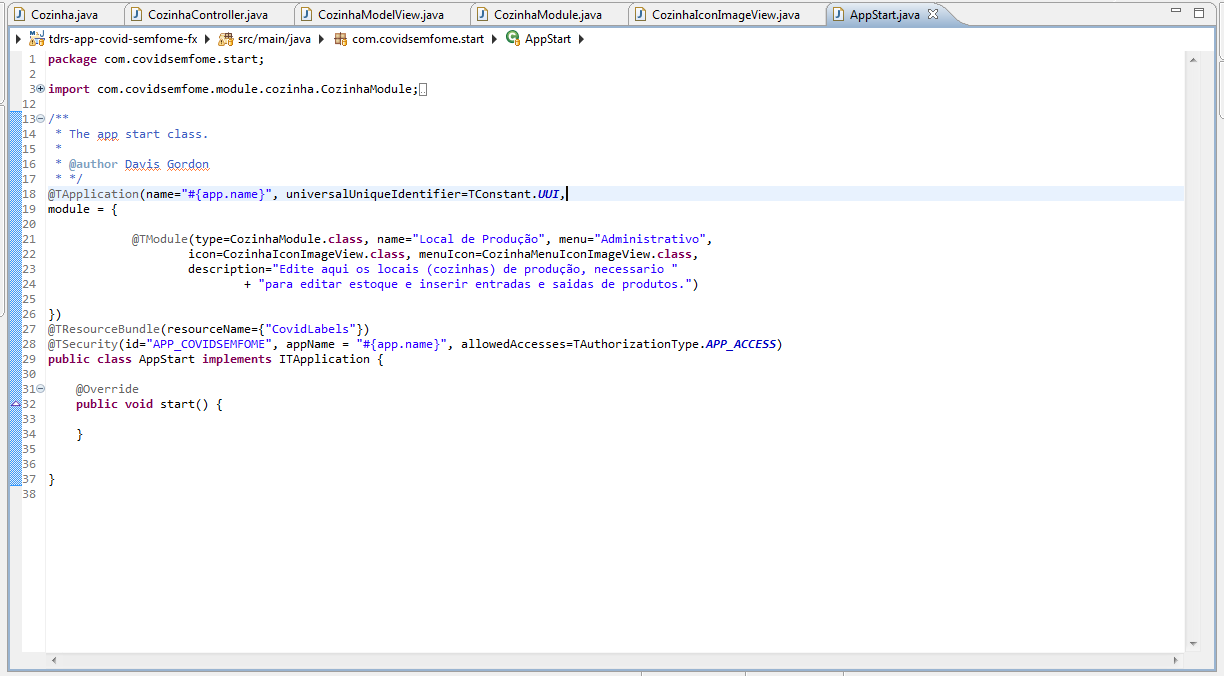 Cozinha.java CozinhaController.java CozinhaModelView.java CozinhaModule.java CozinhaIconImageView.java AppStart.java
tdrs-app-covid-semfome-fx src/main/java com.covidsemfome.start AppStart
1 package com.covidsemfome.start;
2
3 import com.covidsemfome.module.cozinha.CozinhaModule;
12
13 /**
14 * The app start class.
15 *
16 * @author Davis Gordon
17 * */
18 @TApplication(name="#{app.name}", universalUniqueIdentifier=TConstant.UUI,
19 module = {
20
21 @TModule(type=CozinhaModule.class, name="Local de Produção", menu="Administrativo",
22 icon=CozinhaIconImageView.class, menuIcon=CozinhaMenuIconImageView.class,
23 description="Edite aqui os locais (cozinhas) de produção, necessario "
24 + "para editar estoque e inserir entradas e saidas de produtos.")
25
26 })
27 @TResourceBundle(resourceName={"CovidLabels"})
28 @TSecurity(id="APP_COVIDSEMFOME", appName = "#{app.name}", allowedAccesses=TAuthorizationType.APP_ACCESS)
29 public class AppStart implements ITApplication {
30
31 @Override
32 public void start() {
33
34 }
35
36
37 }
38